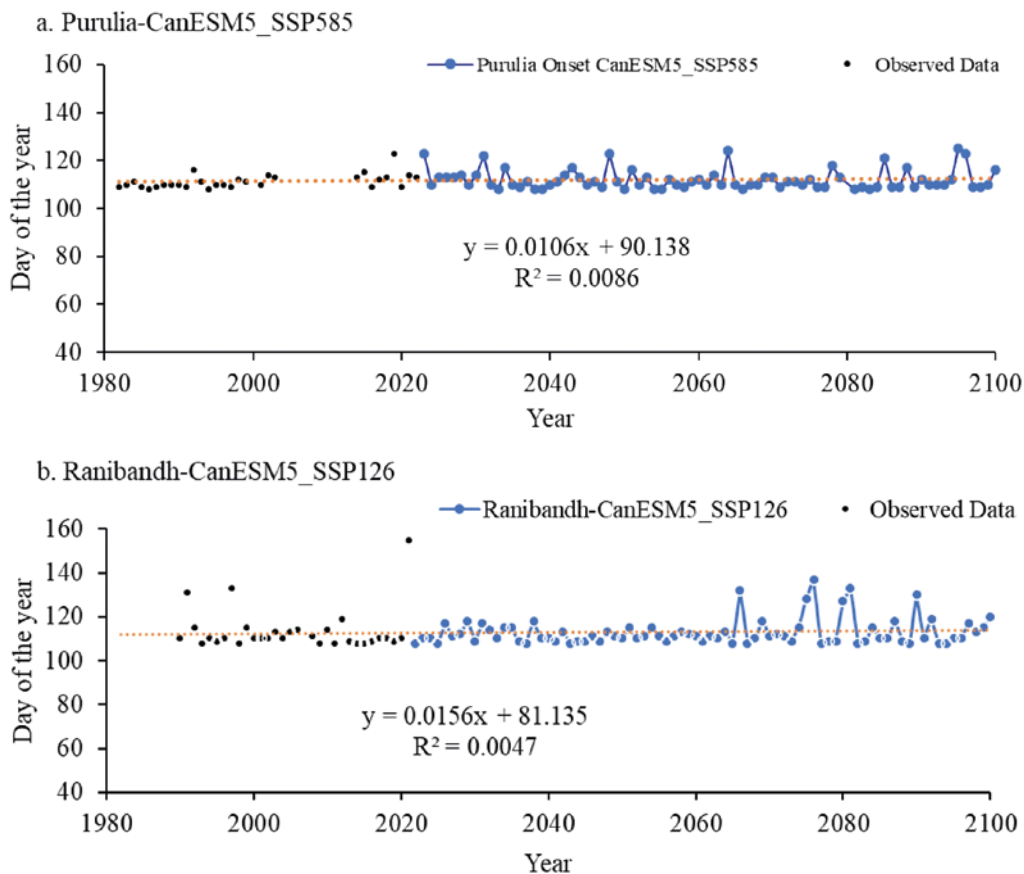 a. Purulia-CanESM5_SSP585
Purulia Onset CanESM5_SSP585 Observed Data
160
140
120
100
80
60
40
Day of the year
y = 0.0106x + 90.138
R² = 0.0086
1980 2000 2020 2040 2060 2080 2100
Year
b. Ranibandh-CanESM5_SSP126
Ranibandh-CanESM5_SSP126 Observed Data
160
140
120
100
80
60
40
Day of the year
y = 0.0156x + 81.135
R² = 0.0047
1980 2000 2020 2040 2060 2080 2100
Year